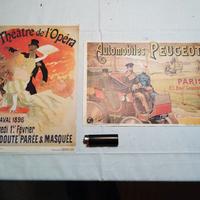 Théâtre de l'Opéra
AVAL 1896
edi 1er Février
DOUTE PARÉE & MASQUÉE
Automobiles PEUGEOT
PARIS